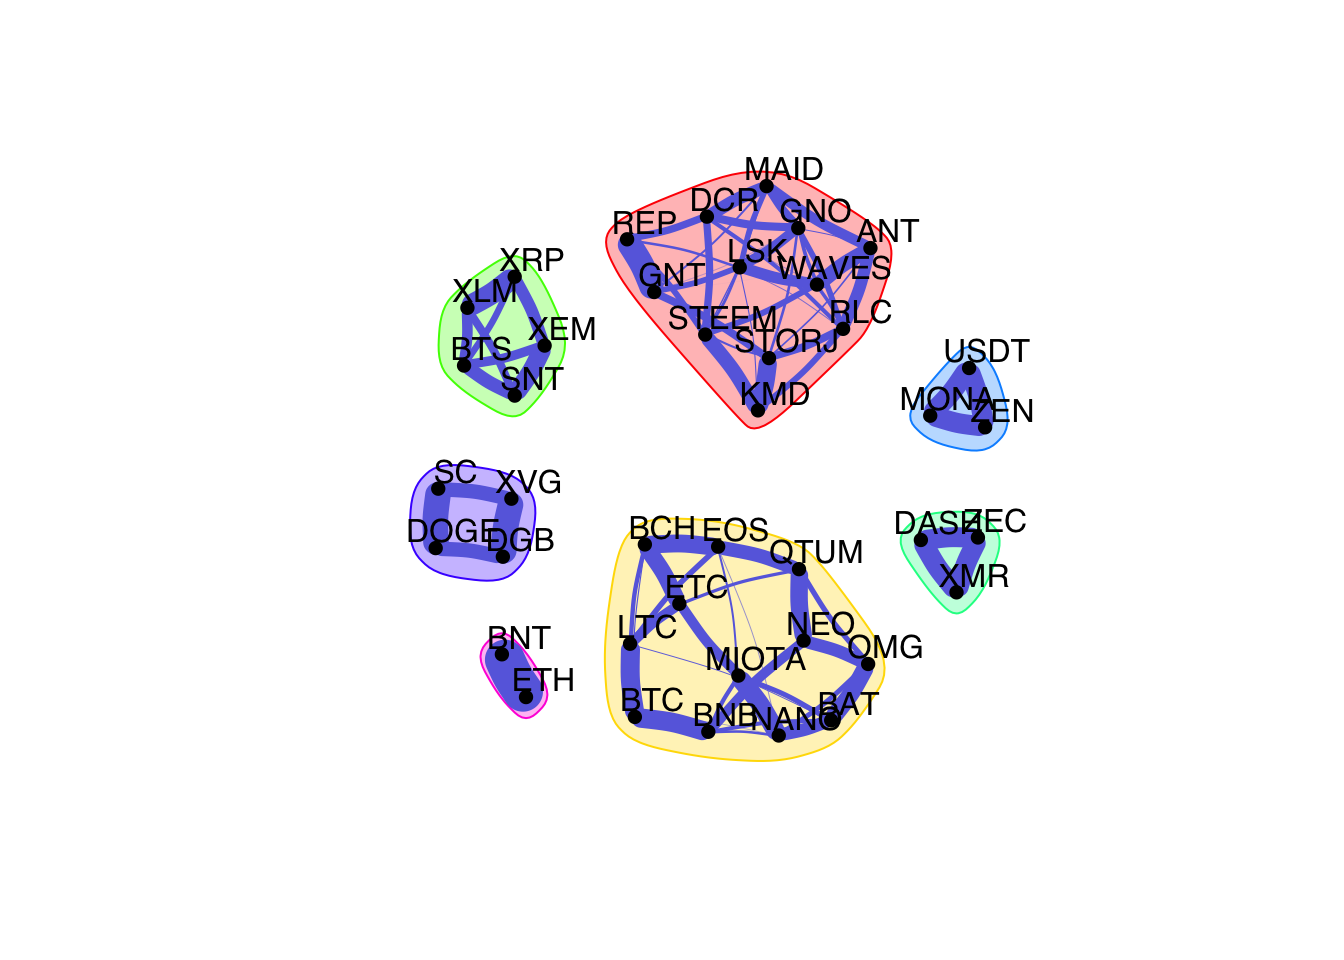 MAID
DCR
GNO
REP
ANT
LSK
WAVES
GNT
RLC
STEEM
STORJ
KMD
XRP
XLM
XEM
BTS
SNT
USDT
MONA
ZEN
SC
XVG
DOGE
DGB
BCH
EOS
QTUM
ETC
LTC
NEO
OMG
MIOTA
BTC
BNB
NANO
BAT
DASH
ZEC
XMR
BNT
ETH